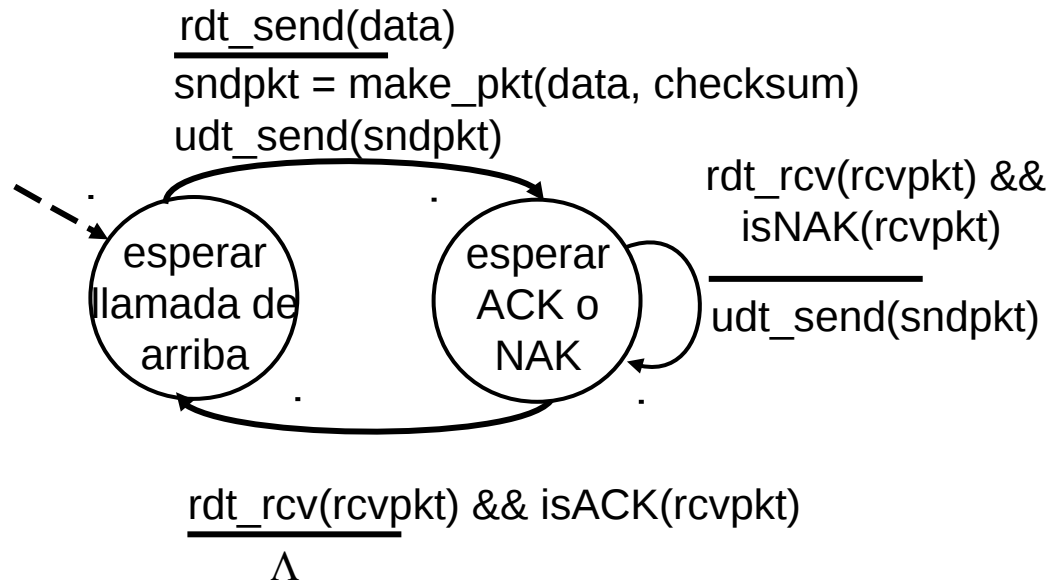 rdt_send(data)
sndpkt = make_pkt(data, checksum)
udt_send(sndpkt)
rdt_rcv(rcvpkt) &&
isNAK(rcvpkt)
udt_send(sndpkt)
esperar
llamada de
arriba
esperar
ACK o
NAK
rdt_rcv(rcvpkt) && isACK(rcvpkt)
Λ